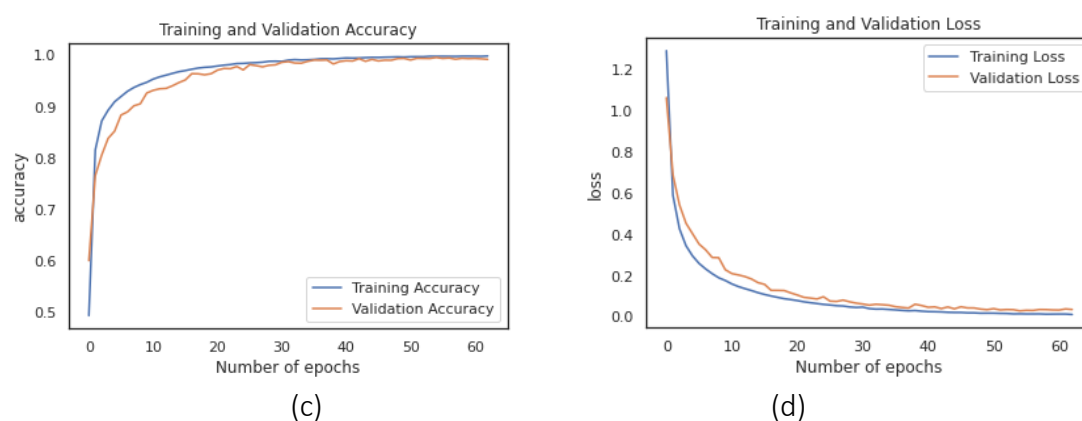 Training and Validation Accuracy
1.0
0.9
0.8
0.7
0.6
0.5
accuracy
Training Accuracy
Validation Accuracy
0 10 20 30 40 50 60
Number of epochs
(c)
Training and Validation Loss
1.2
1.0
0.8
0.6
0.4
0.2
0.0
loss
Training Loss
Validation Loss
0 10 20 30 40 50 60
Number of epochs
(d)